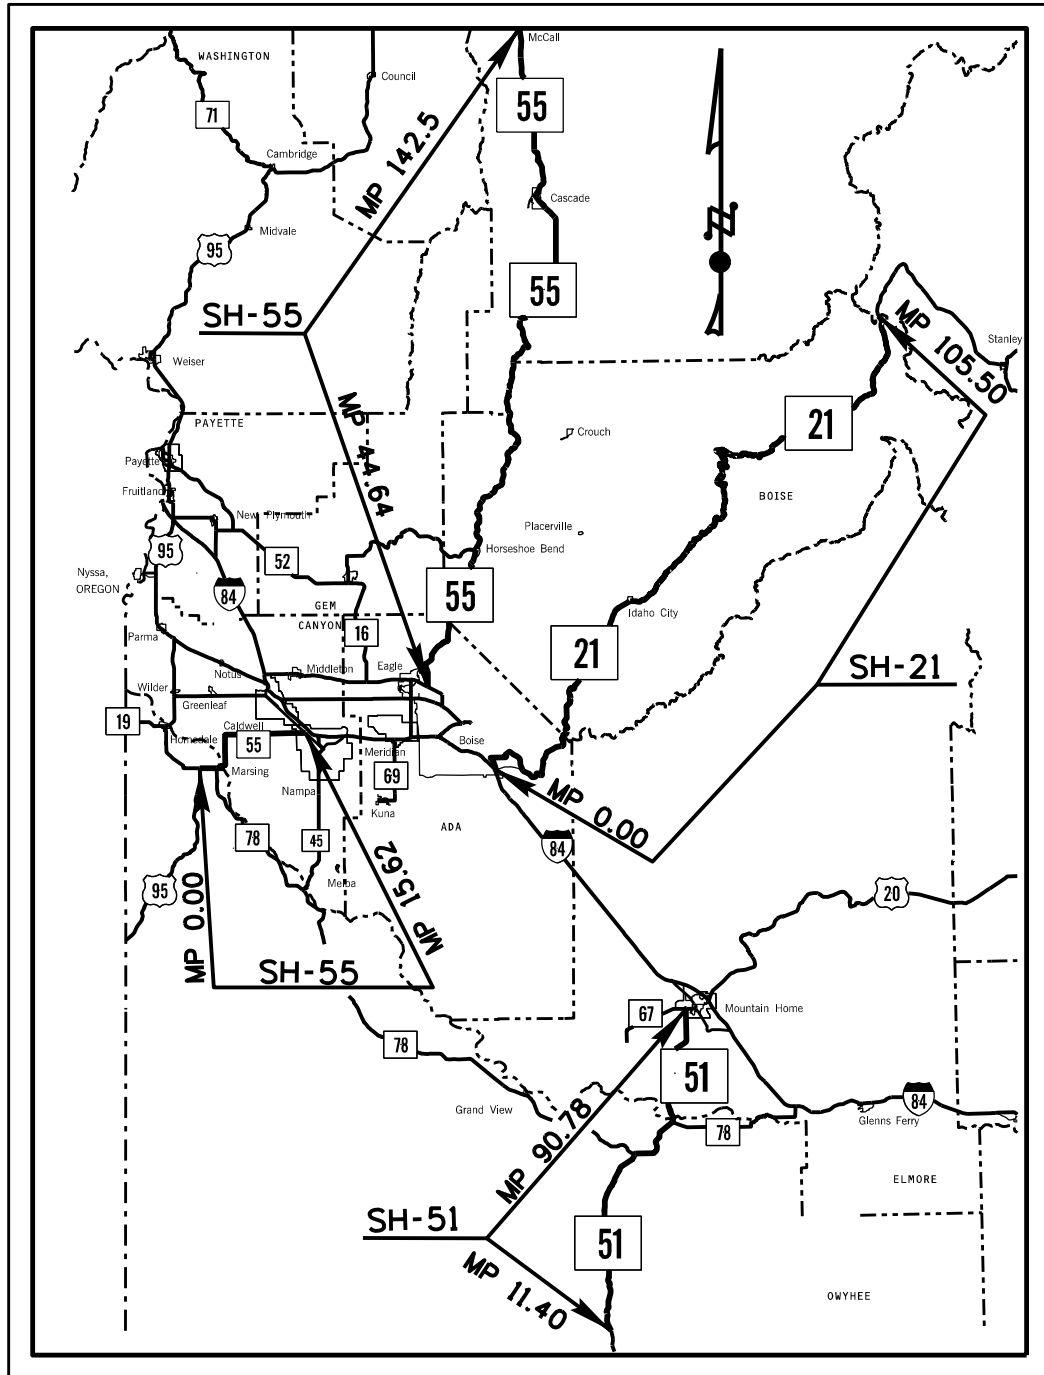 McCall
WASHINGTON
Council
55
71
MP 142.5
Cambridge
Cascade
Midvale
95
N
55
SH-55
MP 105.50
Stanley
Weiser
MP 44.64
PAYETTE
21
Crouch
Payette
BOISE
Fruitland
New Plymouth
Placerville
95
Horseshoe Bend
52
Nyssa,
OREGON
84
55
GEM
Idaho City
CANYON
16
Parma
21
Notus
Middleton
Eagle
SH-21
Wilder
Greenleaf
19
Caldwell
Homedale
55
Boise
Meridian
Marsing
69
Nampa
MP 0.00
Kuna
ADA
78
45
84
MP 15.62
Melba
95
MP 0.00
20
SH-55
67
Mountain Home
78
51
84
Grand View
MP 90.78
Glenns Ferry
78
ELMORE
SH-51
51
MP 11.40
OWYHEE